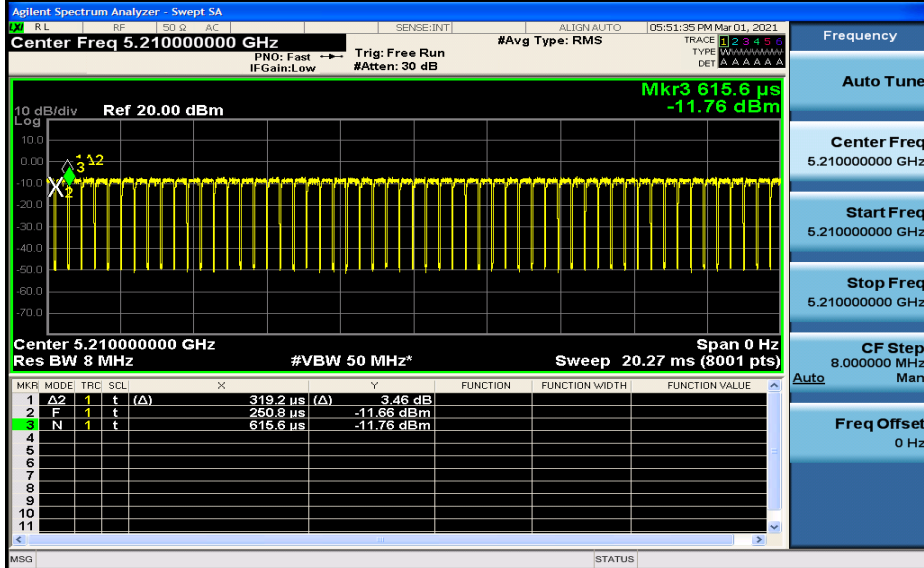 Agilent Spectrum Analyzer - Swept SA
LXI RL RF 50 Ω AC SENSE:INT ALIGN AUTO 05:51:35 PM Mar 01, 2021
Center Freq 5.210000000 GHz
PNO: Fast
IFGain:Low
Trig: Free Run
#Atten: 30 dB
#Avg Type: RMS
TRACE 1 2 3 4 5 6
TYPE WWWWWW
DET A A A A A A
Mkr3 615.6 µs
-11.76 dBm
10 dB/div Ref 20.00 dBm
Log
10.0
0.00
-10.0
-20.0
-30.0
-40.0
-50.0
-60.0
-70.0
1Δ2
3
X
2
Center 5.210000000 GHz Span 0 Hz
Res BW 8 MHz #VBW 50 MHz* Sweep 20.27 ms (8001 pts)
MKR MODE TRC SCL X Y FUNCTION FUNCTION WIDTH FUNCTION VALUE
1 Δ2 1 t (Δ) 319.2 µs (Δ) 3.46 dB
2 F 1 t 250.8 µs -11.66 dBm
3 N 1 t 615.6 µs -11.76 dBm
4
5
6
7
8
9
10
11
MSG STATUS
Frequency
Auto Tune
Center Freq
5.210000000 GHz
Start Freq
5.210000000 GHz
Stop Freq
5.210000000 GHz
CF Step
8.000000 MHz
Auto Man
Freq Offset
0 Hz